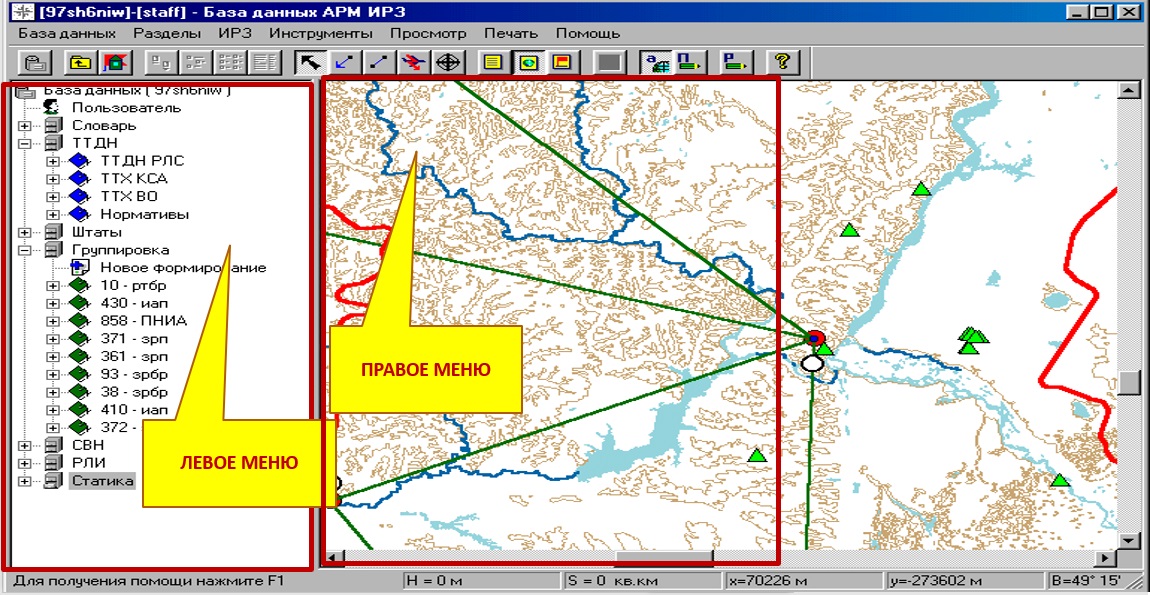 [97sh6niw]-[staff] - База данных АРМ ИРЗ
База данных Разделы ИРЗ Инструменты Просмотр Печать Помощь
База данных ( 97sh6niw )
Пользователь
Словарь
ТТДН
ТТДН РЛС
ТТХ КСА
ТТХ ВО
Нормативы
Штаты
Группировка
Новое формирование
10 - ртбр
430 - иап
858 - ПНИА
371 - зрп
361 - зрп
93 - зрбр
38 - зрбр
410 - иап
372 -
СВН
РЛИ
Статика
ПРАВОЕ МЕНЮ
ЛЕВОЕ МЕНЮ
Для получения помощи нажмите F1 H = 0 м S = 0 кв.км x=70226 м y=-273602 м B=49° 15'